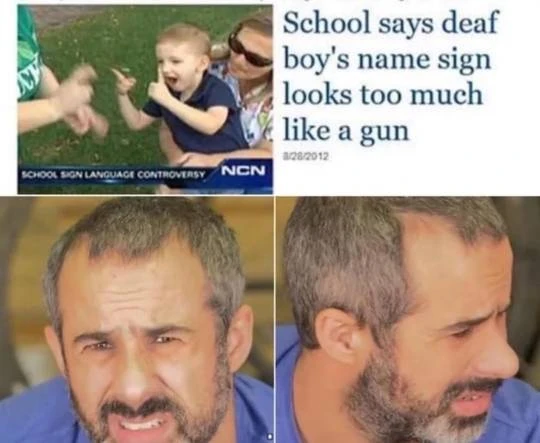 School says deaf
boy's name sign
looks too much
like a gun
8/28/2012
SCHOOL SIGN LANGUAGE CONTROVERSY NCN